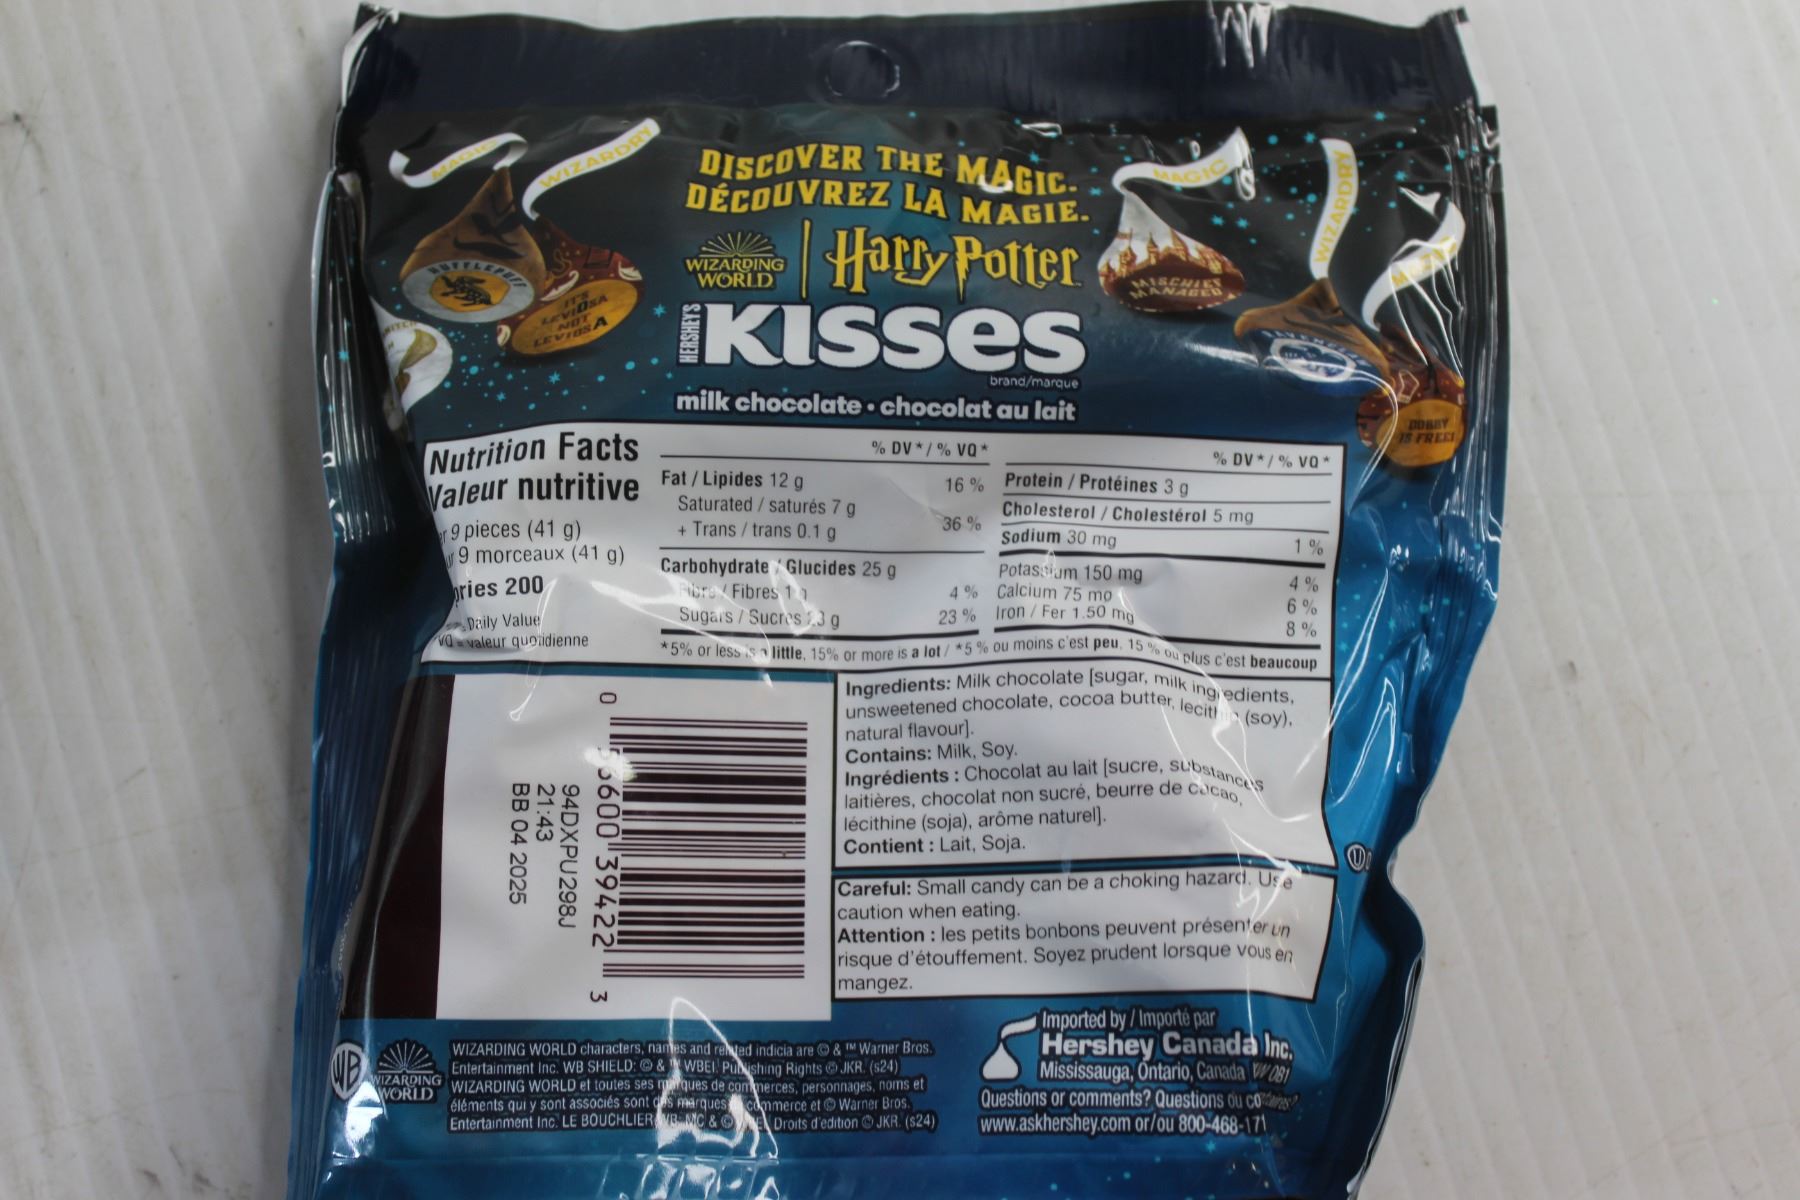 MAGIC
WIZARDRY
HUFFLEPUFF
IT'S
LEVIOSA
NOT
LEVIOSA
DISCOVER THE MAGIC.
DÉCOUVREZ LA MAGIE.
WIZARDING
WORLD
Harry Potter
HERSHEY'S
KISSES
brand/marque
milk chocolate • chocolat au lait
MAGIC
WIZARDRY
MISCHIEF
MANAGED
DOBBY
IS FREE!
Nutrition Facts
Valeur nutritive
9 pieces (41 g)
9 morceaux (41 g)
200
Daily Value
VQ = valeur quotidienne
% DV* / % VQ*
Fat / Lipides 12 g 16 %
Saturated / saturés 7 g
+ Trans / trans 0.1 g 36 %
Carbohydrate / Glucides 25 g
Fibre / Fibres 1 g 4 %
Sugars / Sucres 23 g 23 %
% DV* / % VQ*
Protein / Protéines 3 g
Cholesterol / Cholestérol 5 mg
Sodium 30 mg 1 %
Potassium 150 mg 4 %
Calcium 75 mg 6 %
Iron / Fer 1.50 mg 8 %
*5% or less is a little, 15% or more is a lot / *5 % ou moins c'est peu, 15 % ou plus c'est beaucoup
Ingredients: Milk chocolate [sugar, milk ingredients,
unsweetened chocolate, cocoa butter, lecithin (soy),
natural flavour].
Contains: Milk, Soy.
Ingrédients : Chocolat au lait [sucre, substances
laitières, chocolat non sucré, beurre de cacao,
lécithine (soja), arôme naturel].
Contient : Lait, Soja.
0 56600 39422 3
94DXPU298J
21:43
BB 04 2025
Careful: Small candy can be a choking hazard. Use
caution when eating.
Attention : les petits bonbons peuvent présenter un
risque d'étouffement. Soyez prudent lorsque vous en
mangez.
WB
WIZARDING
WORLD
WIZARDING WORLD characters, names and related indicia are © & ™ Warner Bros.
Entertainment Inc. WB SHIELD: © & ™ WBEI. Publishing Rights © JKR. (s24)
WIZARDING WORLD et toutes ses marques de commerces, personnages, noms et
éléments qui y sont associés sont des marques commerce et © Warner Bros.
Entertainment Inc. LE BOUCHLIER WB: MC & © Droits d'edition © JKR. (s24)
Imported by / Importé par
Hershey Canada Inc.
Mississauga, Ontario, Canada
Questions or comments? Questions ou
www.askhershey.com or/ou 800-468-171